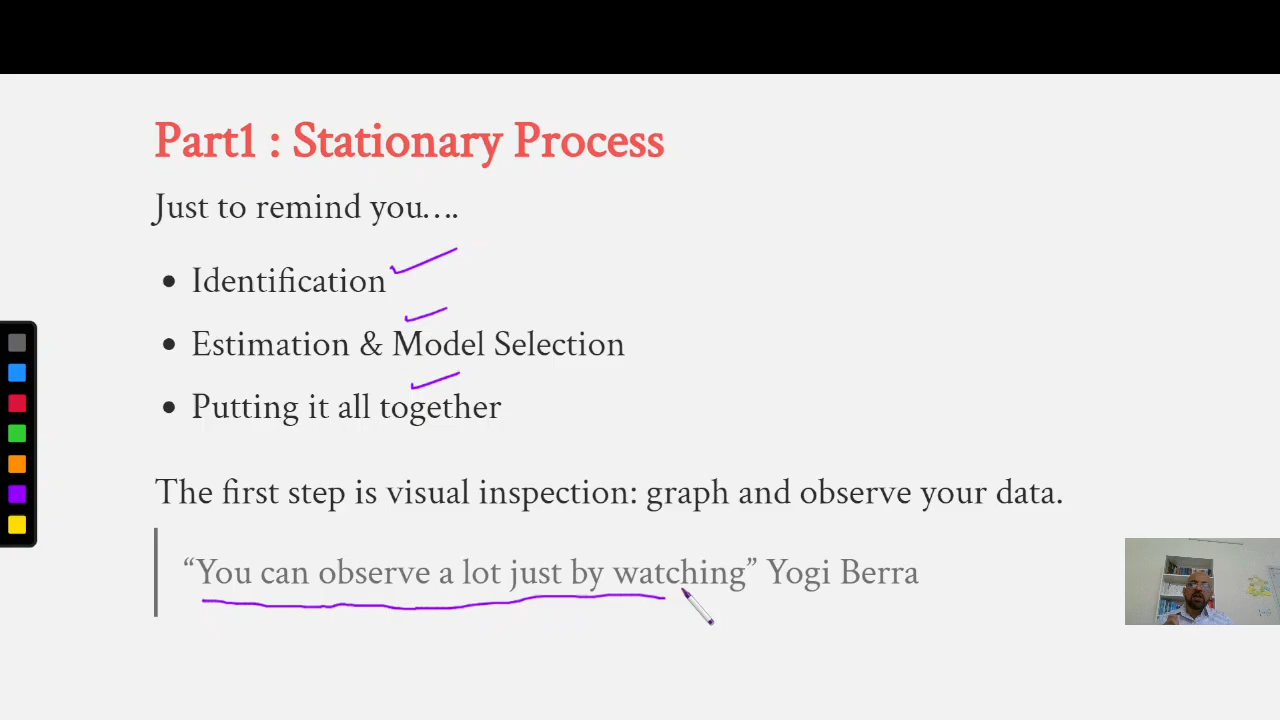 Part1 : Stationary Process
Just to remind you....
• Identification
• Estimation & Model Selection
• Putting it all together
The first step is visual inspection: graph and observe your data.
“You can observe a lot just by watching” Yogi Berra